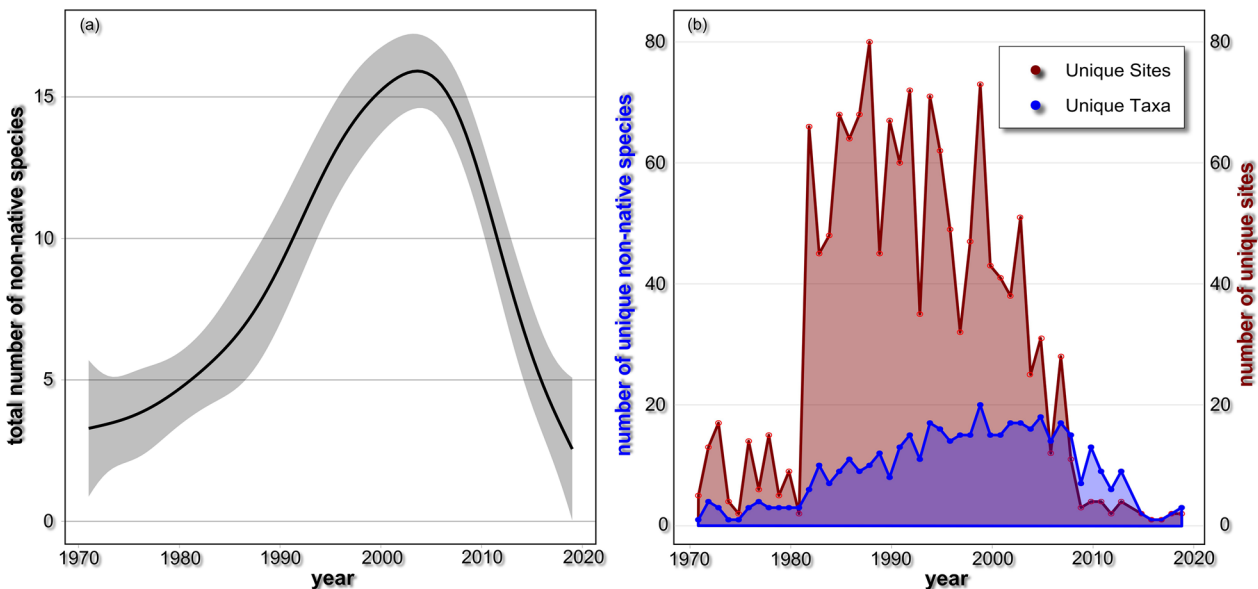 (a)
total number of non-native species
15
10
5
0
1970 1980 1990 2000 2010 2020
year
(b)
number of unique non-native species
80
60
40
20
0
Unique Sites
Unique Taxa
80
60
40
20
0
number of unique sites
1970 1980 1990 2000 2010 2020
year